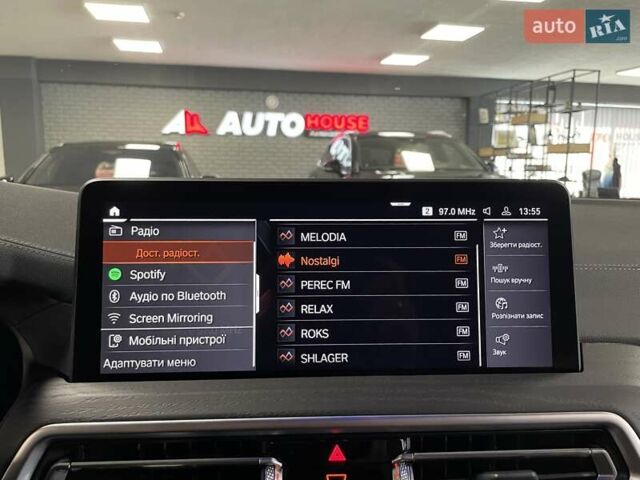 auto RIA
.com
AUTO HOUSE
2 97.0 MHz 13:55
Радіо
Дост. радіост.
Spotify
Аудіо по Bluetooth
Screen Mirroring
Мобільні пристрої
Адаптувати меню
MELODIA FM
Nostalgi FM
PEREC FM FM
RELAX FM
ROKS FM
SHLAGER FM
Зберегти радіост.
Пошук вручну
Розпізнати запис
Звук